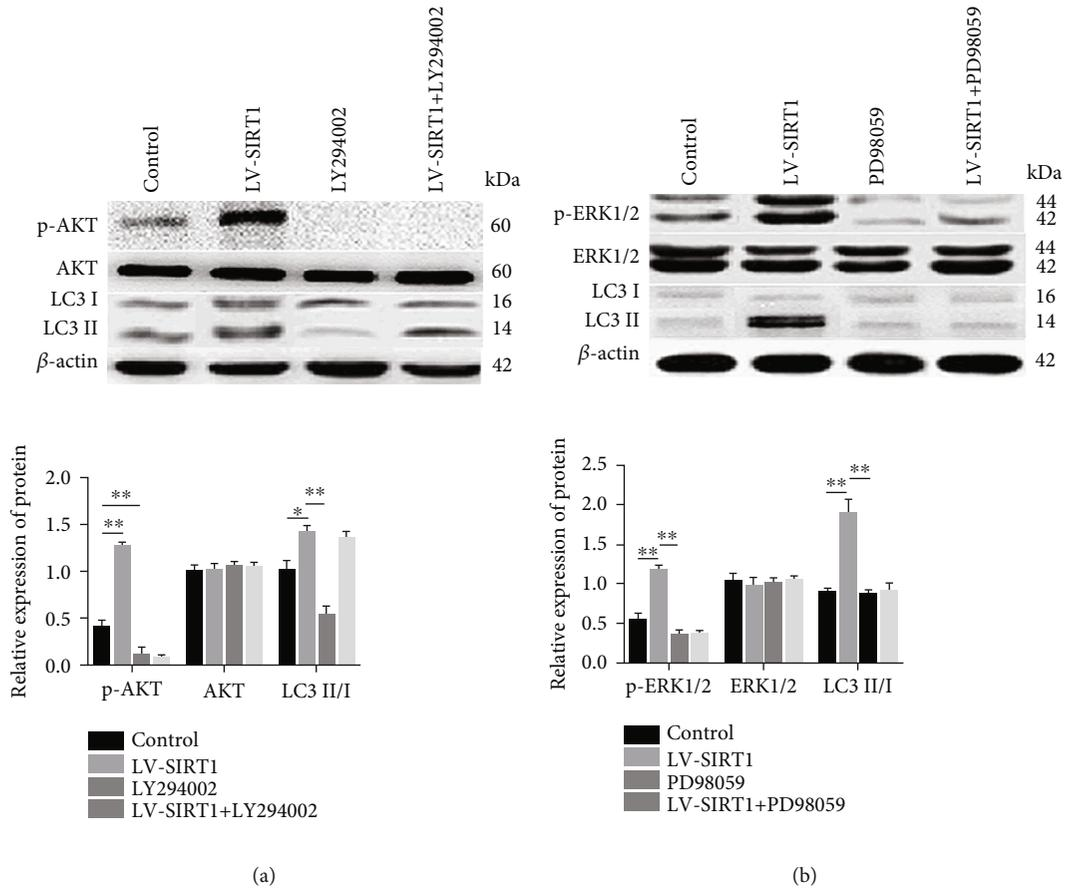 Control
LV-SIRT1
LY294002
LV-SIRT1+LY294002
kDa
p-AKT
60
AKT
60
LC3 I
16
LC3 II
14
β-actin
42
Relative expression of protein
2.0
1.5
1.0
0.5
0.0
**
**
*
**
p-AKT
AKT
LC3 II/I
Control
LV-SIRT1
LY294002
LV-SIRT1+LY294002
(a)
Control
LV-SIRT1
PD98059
LV-SIRT1+PD98059
kDa
p-ERK1/2
44
42
ERK1/2
44
42
LC3 I
16
LC3 II
14
β-actin
42
Relative expression of protein
2.5
2.0
1.5
1.0
0.5
0.0
**
**
**
**
p-ERK1/2
ERK1/2
LC3 II/I
Control
LV-SIRT1
PD98059
LV-SIRT1+PD98059
(b)